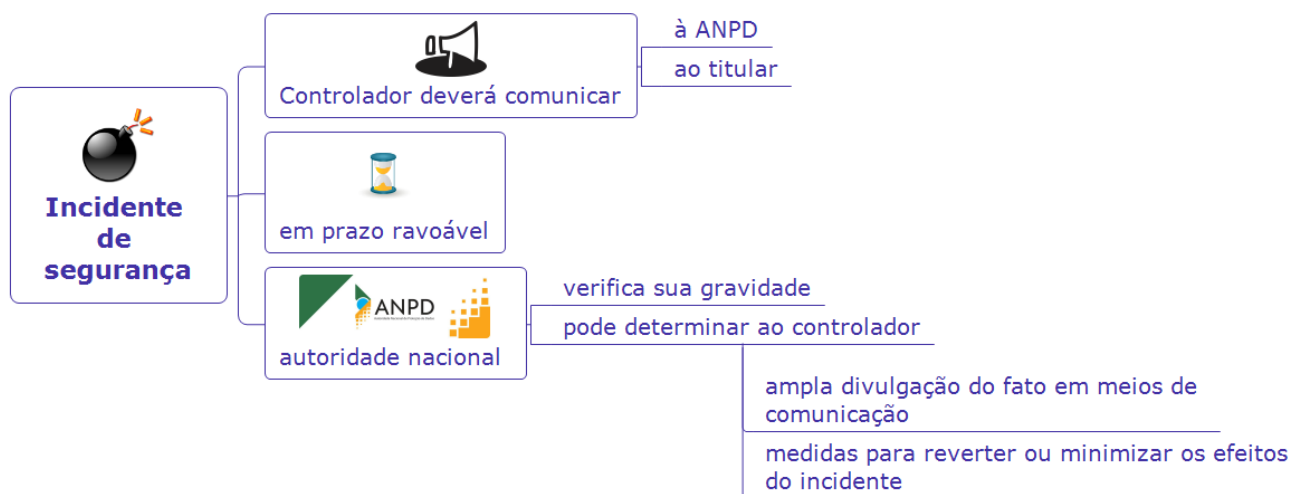 à ANPD
ao titular
Controlador deverá comunicar
Incidente
de
segurança
em prazo ravoável
ANPD
autoridade nacional
verifica sua gravidade
pode determinar ao controlador
ampla divulgação do fato em meios de
comunicação
medidas para reverter ou minimizar os efeitos
do incidente